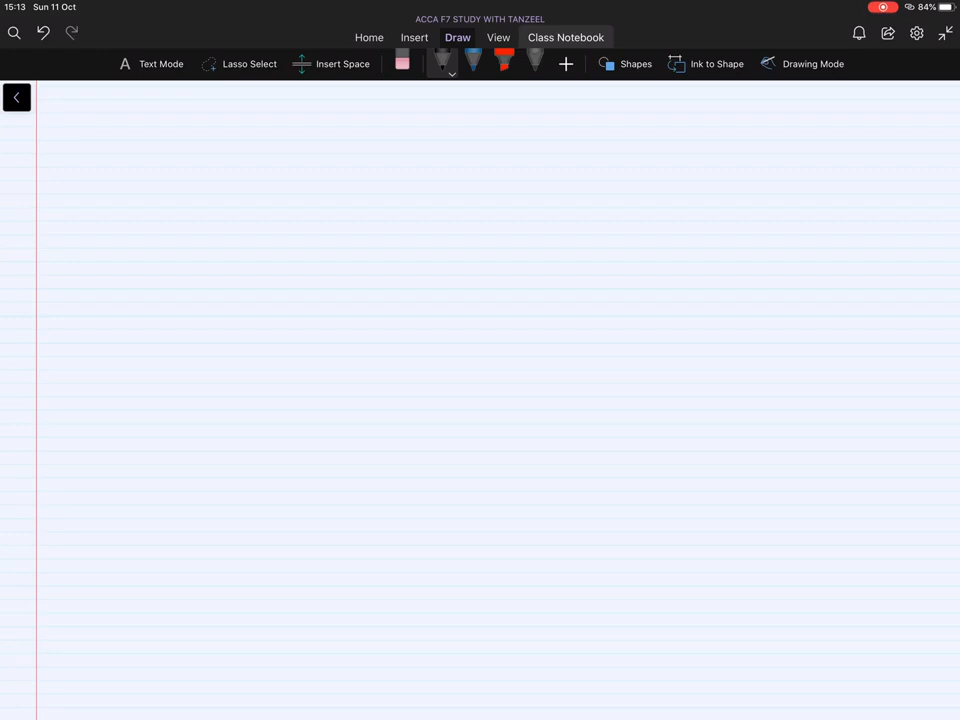 15:13 Sun 11 Oct 84%
ACCA F7 STUDY WITH TANZEEL
Home Insert Draw View Class Notebook
A Text Mode Lasso Select Insert Space Shapes Ink to Shape Drawing Mode